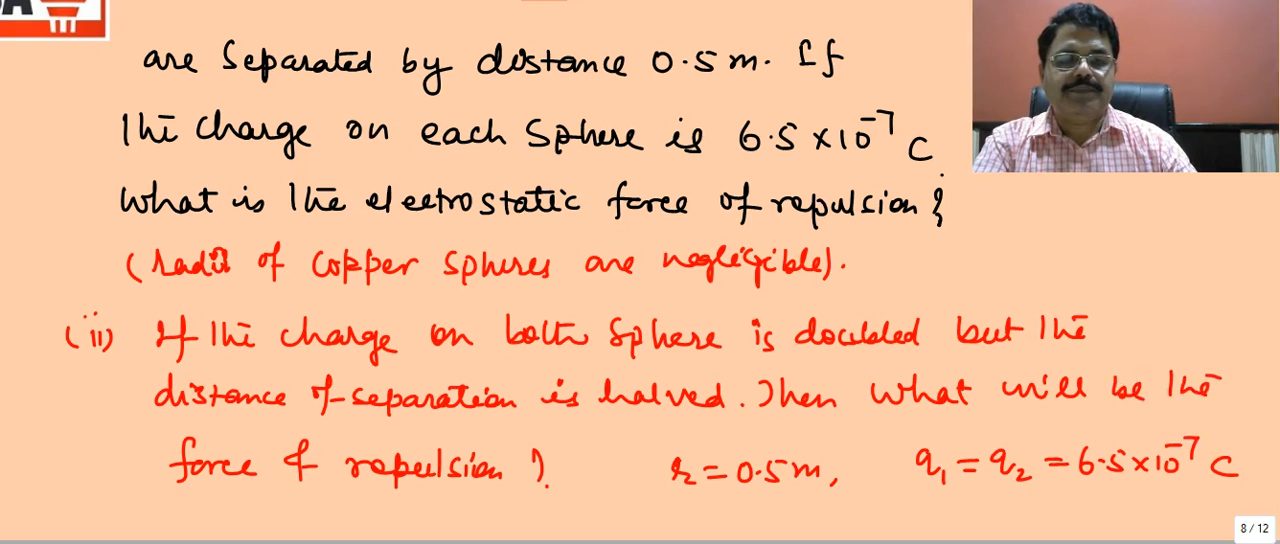 are separated by distance 0.5 m. If
the charge on each sphere is 6.5 × 10⁻⁷ C
What is the electrostatic force of repulsion?
(radii of copper spheres are negligible).
(ii) If the charge on both sphere is doubled but the
distance of separation is halved. Then what will be the
force of repulsion?
r = 0.5 m, q₁ = q₂ = 6.5 × 10⁻⁷ C
8 / 12